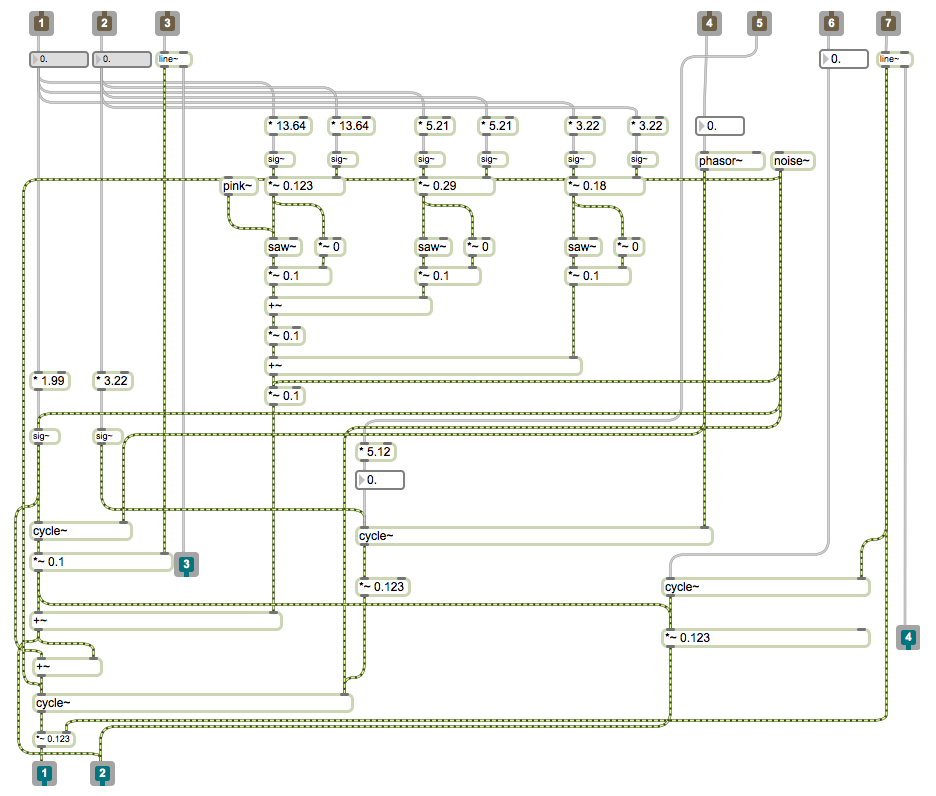 1 2 3 4 5 6 7
0. 0. line~ 0. line~
* 13.64 * 13.64 * 5.21 * 5.21 * 3.22 * 3.22 0.
sig~ sig~ sig~ sig~ sig~ sig~ phasor~ noise~
pink~ *~ 0.123 *~ 0.29 *~ 0.18
saw~ *~ 0 saw~ *~ 0 saw~ *~ 0
*~ 0.1 *~ 0.1 *~ 0.1
+~
*~ 0.1
+~
* 1.99 * 3.22
*~ 0.1
sig~ sig~
* 5.12
0.
cycle~ cycle~
*~ 0.1 3
*~ 0.123 cycle~
+~
*~ 0.123 4
+~
cycle~
*~ 0.123
1 2